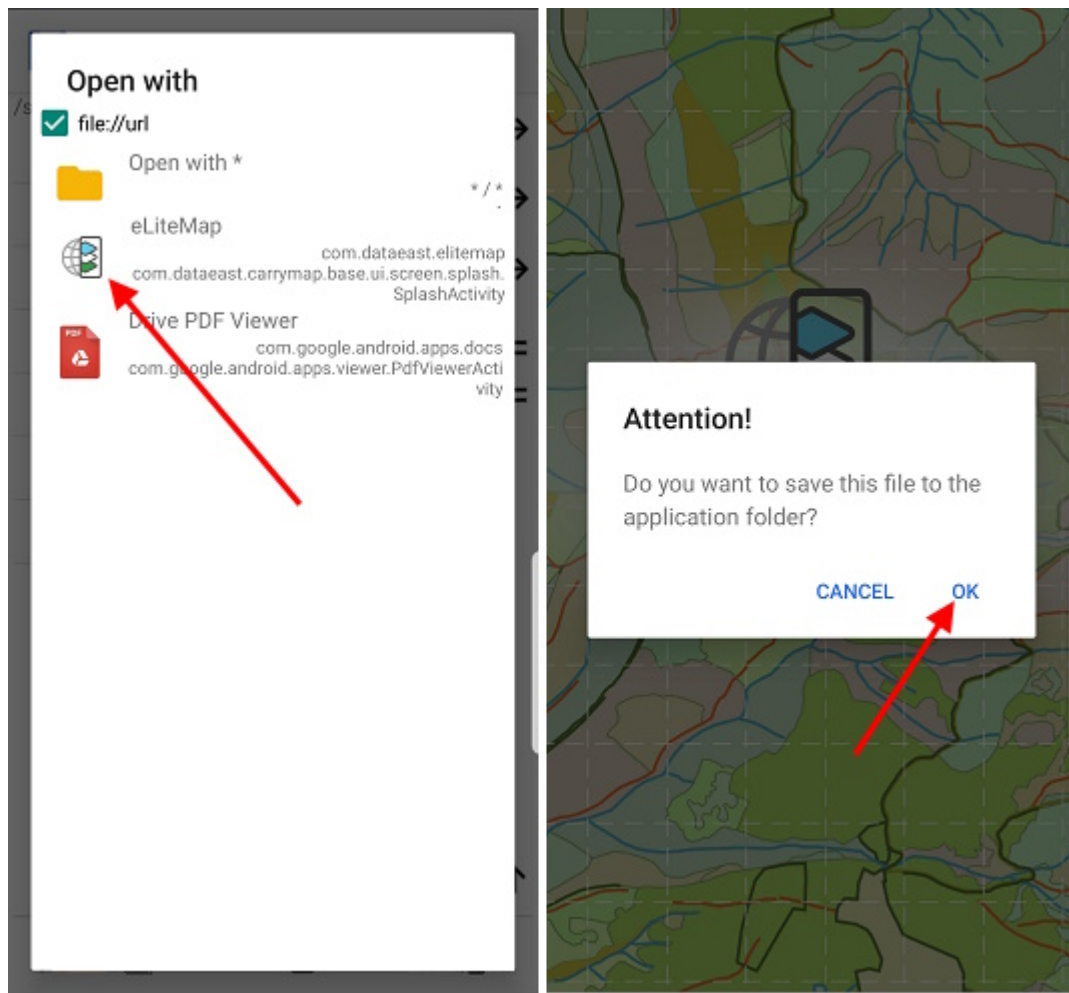 Open with
/s
file://url
Open with *
* / *
eLiteMap
com.dataeast.elitemap
com.dataeast.carrymap.base.ui.screen.splash.
SplashActivity
PDF
Drive PDF Viewer
com.google.android.apps.docs
com.google.android.apps.viewer.PdfViewerActi
vity
Attention!
Do you want to save this file to the
application folder?
CANCEL
OK